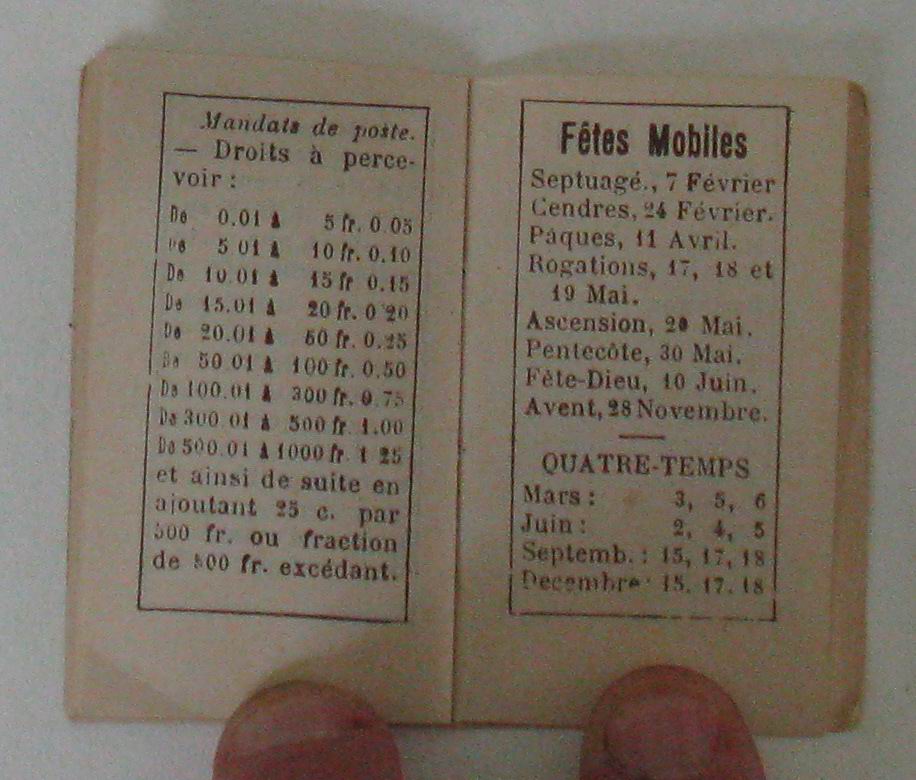 Mandats de poste.
— Droits à perce-
voir :
De 0.01 à 5 fr. 0.05
De 5 01 à 10 fr. 0.10
De 10.01 à 15 fr 0.15
De 15.01 à 20 fr. 0 20
De 20.01 à 50 fr. 0.25
De 50.01 à 100 fr. 0.50
De 100.01 à 300 fr. 0.75
De 300 01 à 500 fr. 1.00
De 500.01 à 1000 fr. 1 25
et ainsi de suite en
ajoutant 25 c. par
500 fr. ou fraction
de 500 fr. excédant.
Fêtes Mobiles
Septuagé., 7 Février
Cendres, 24 Février.
Pâques, 11 Avril.
Rogations, 17, 18 et
19 Mai.
Ascension, 20 Mai.
Pentecôte, 30 Mai.
Fête-Dieu, 10 Juin.
Avent, 28 Novembre.
QUATRE-TEMPS
Mars : 3, 5, 6
Juin : 2, 4, 5
Septemb. : 15, 17, 18
Decembre : 15. 17. 18